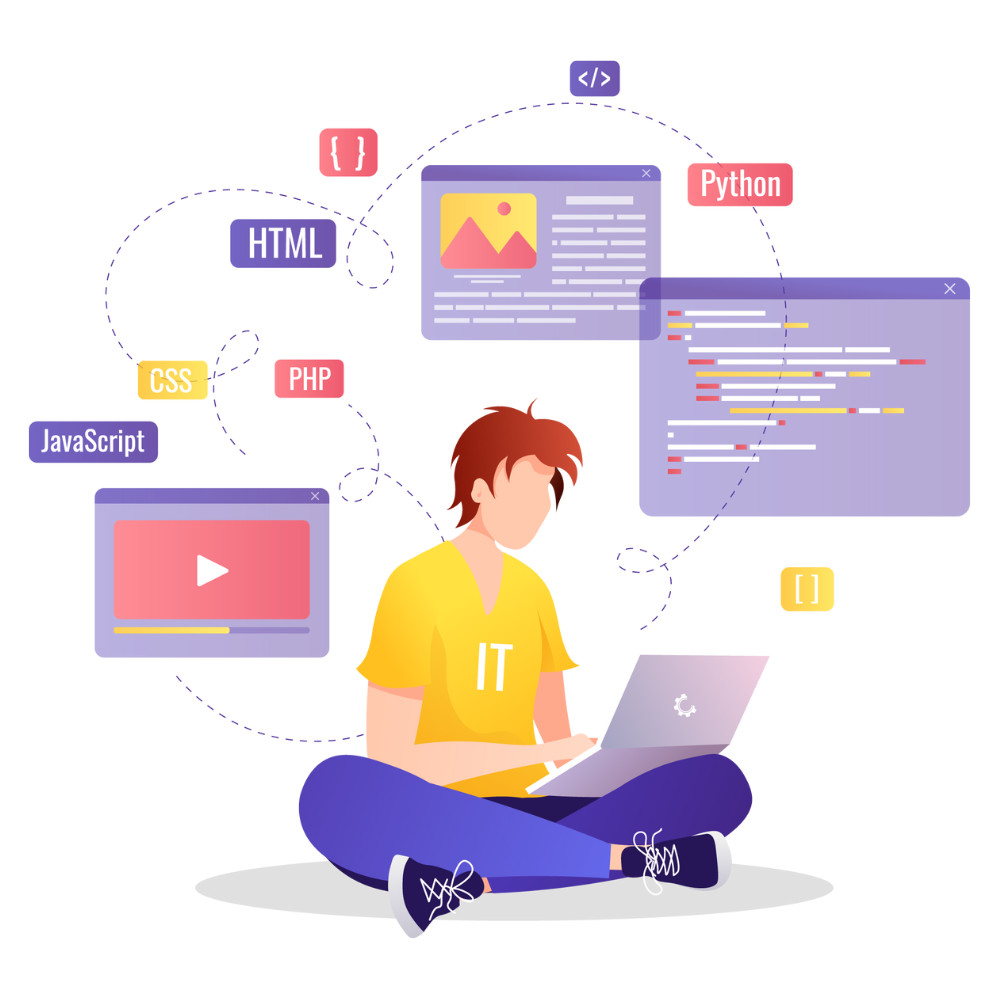 </>
{ }
Python
HTML
CSS
PHP
JavaScript
[ ]
IT